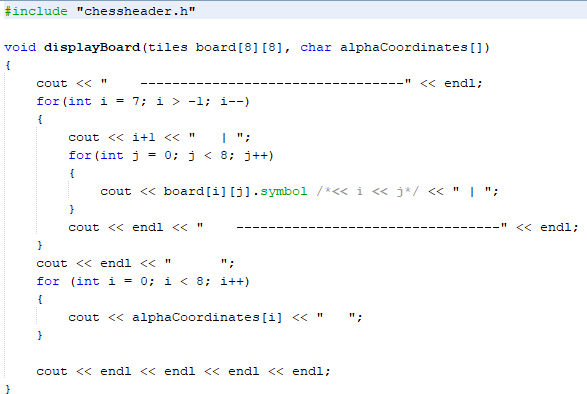 #include "chessheader.h"
void displayBoard(tiles board[8][8], char alphaCoordinates[])
{
    cout << "    ---------------------------------" << endl;
    for(int i = 7; i > -1; i--)
    {
        cout << i+1 << "   | ";
        for(int j = 0; j < 8; j++)
        {
            cout << board[i][j].symbol /*<< i << j*/ << " | ";
        }
        cout << endl << "    ---------------------------------" << endl;
    }
    cout << endl << "      ";
    for (int i = 0; i < 8; i++)
    {
        cout << alphaCoordinates[i] << "   ";
    }
    cout << endl << endl << endl << endl;
}